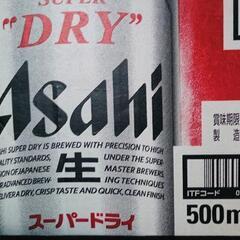 SUPER
"DRY"
Asahi
SUPER DRY IS BREWED WITH PRECISION TO HIGH
QUALITY STANDARDS, UNDER THE SUPER-
OF JAPANESE 生 MASTER BREWERS
ADVANCED BREW- ING TECHNIQUES
DELIVER A DRY, CRISP TASTE AND QUICK, CLEAN FINISH.
スーパードライ
賞味期限
製造
ITFコード
500m